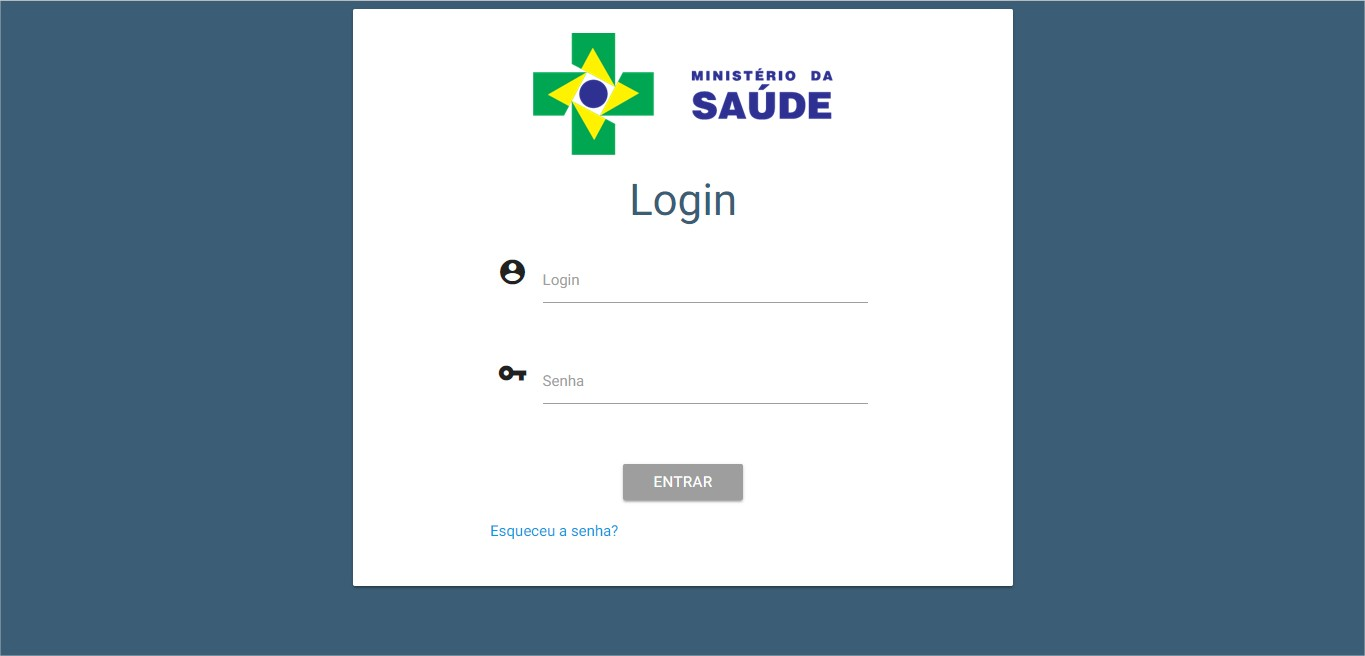 MINISTÉRIO DA
SAÚDE
Login
Login
Senha
ENTRAR
Esqueceu a senha?